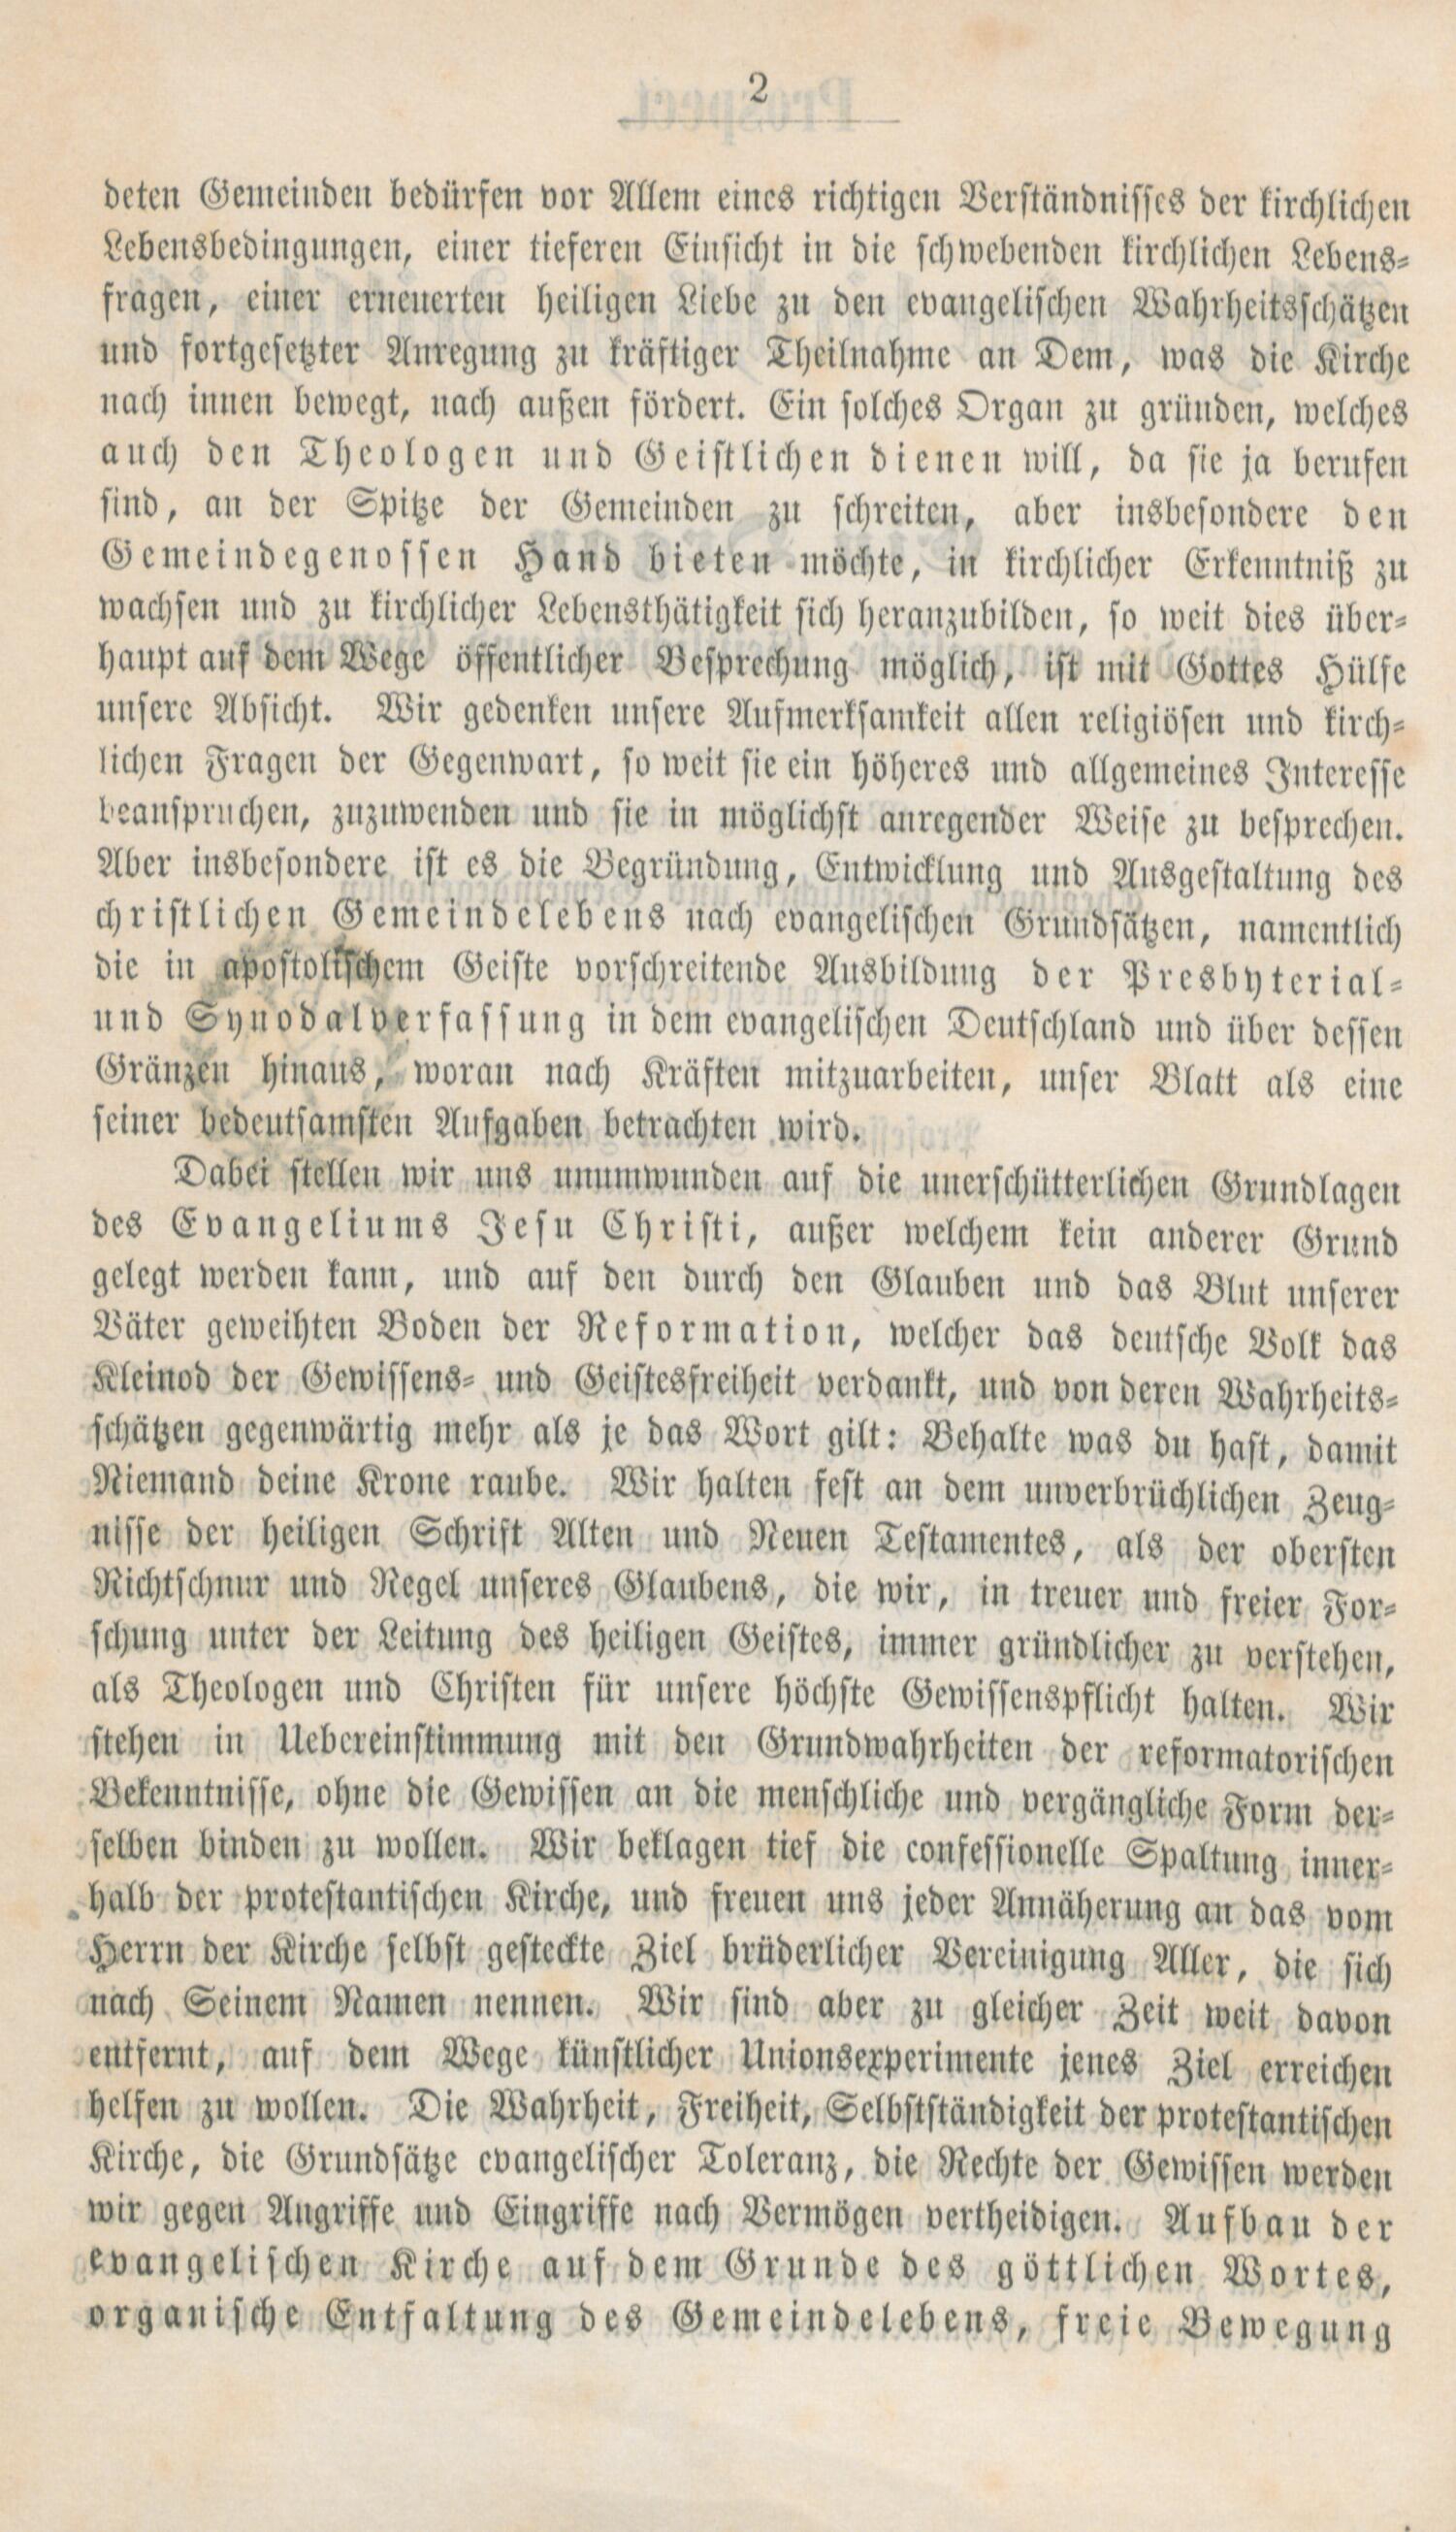 2
deten Gemeinden bedürfen vor Allem eines richtigen Verständnisses der kirchlichen
Lebensbedingungen, einer tieferen Einsicht in die schwebenden kirchlichen Lebens-
fragen, einer erneuerten heiligen Liebe zu den evangelischen Wahrheitsschätzen
und fortgesetzter Anregung zu kräftiger Theilnahme an Dem, was die Kirche
nach innen bewegt, nach außen fördert. Ein solches Organ zu gründen, welches
auch den Theologen und Geistlichen dienen will, da sie ja berufen
sind, an der Spitze der Gemeinden zu schreiten, aber insbesondere den
Gemeindegenossen Hand bieten möchte, in kirchlicher Erkenntniß zu
wachsen und zu kirchlicher Lebensthätigkeit sich heranzubilden, so weit dies über-
haupt auf dem Wege öffentlicher Besprechung möglich, ist mit Gottes Hülfe
unsere Absicht. Wir gedenken unsere Aufmerksamkeit allen religiösen und kirch-
lichen Fragen der Gegenwart, so weit sie ein höheres und allgemeines Interesse
beanspruchen, zuzuwenden und sie in möglichst anregender Weise zu besprechen.
Aber insbesondere ist es die Begründung, Entwicklung und Ausgestaltung des
christlichen Gemeindelebens nach evangelischen Grundsätzen, namentlich
die in apostolischem Geiste vorschreitende Ausbildung der Presbyterial-
und Synodalverfassung in dem evangelischen Deutschland und über dessen
Gränzen hinaus, woran nach Kräften mitzuarbeiten, unser Blatt als eine
seiner bedeutsamsten Aufgaben betrachten wird.
Dabei stellen wir uns unumwunden auf die unerschütterlichen Grundlagen
des Evangeliums Jesu Christi, außer welchem kein anderer Grund
gelegt werden kann, und auf den durch den Glauben und das Blut unserer
Väter geweihten Boden der Reformation, welcher das deutsche Volk das
Kleinod der Gewissens- und Geistesfreiheit verdankt, und von deren Wahrheits-
schätzen gegenwärtig mehr als je das Wort gilt: Behalte was du hast, damit
Niemand deine Krone raube. Wir halten fest an dem unverbrüchlichen Zeug-
nisse der heiligen Schrift Alten und Neuen Testamentes, als der obersten
Richtschnur und Regel unseres Glaubens, die wir, in treuer und freier For-
schung unter der Leitung des heiligen Geistes, immer gründlicher zu verstehen,
als Theologen und Christen für unsere höchste Gewissenspflicht halten. Wir
stehen in Uebereinstimmung mit den Grundwahrheiten der reformatorischen
Bekenntnisse, ohne die Gewissen an die menschliche und vergängliche Form der-
selben binden zu wollen. Wir beklagen tief die confessionelle Spaltung inner-
halb der protestantischen Kirche, und freuen uns jeder Annäherung an das vom
Herrn der Kirche selbst gesteckte Ziel brüderlicher Vereinigung Aller, die sich
nach Seinem Namen nennen. Wir sind aber zu gleicher Zeit weit davon
entfernt, auf dem Wege künstlicher Unionsexperimente jenes Ziel erreichen
helfen zu wollen. Die Wahrheit, Freiheit, Selbstständigkeit der protestantischen
Kirche, die Grundsätze evangelischer Toleranz, die Rechte der Gewissen werden
wir gegen Angriffe und Eingriffe nach Vermögen vertheidigen. Aufbau der
evangelischen Kirche auf dem Grunde des göttlichen Wortes,
organische Entfaltung des Gemeindelebens, freie Bewegung